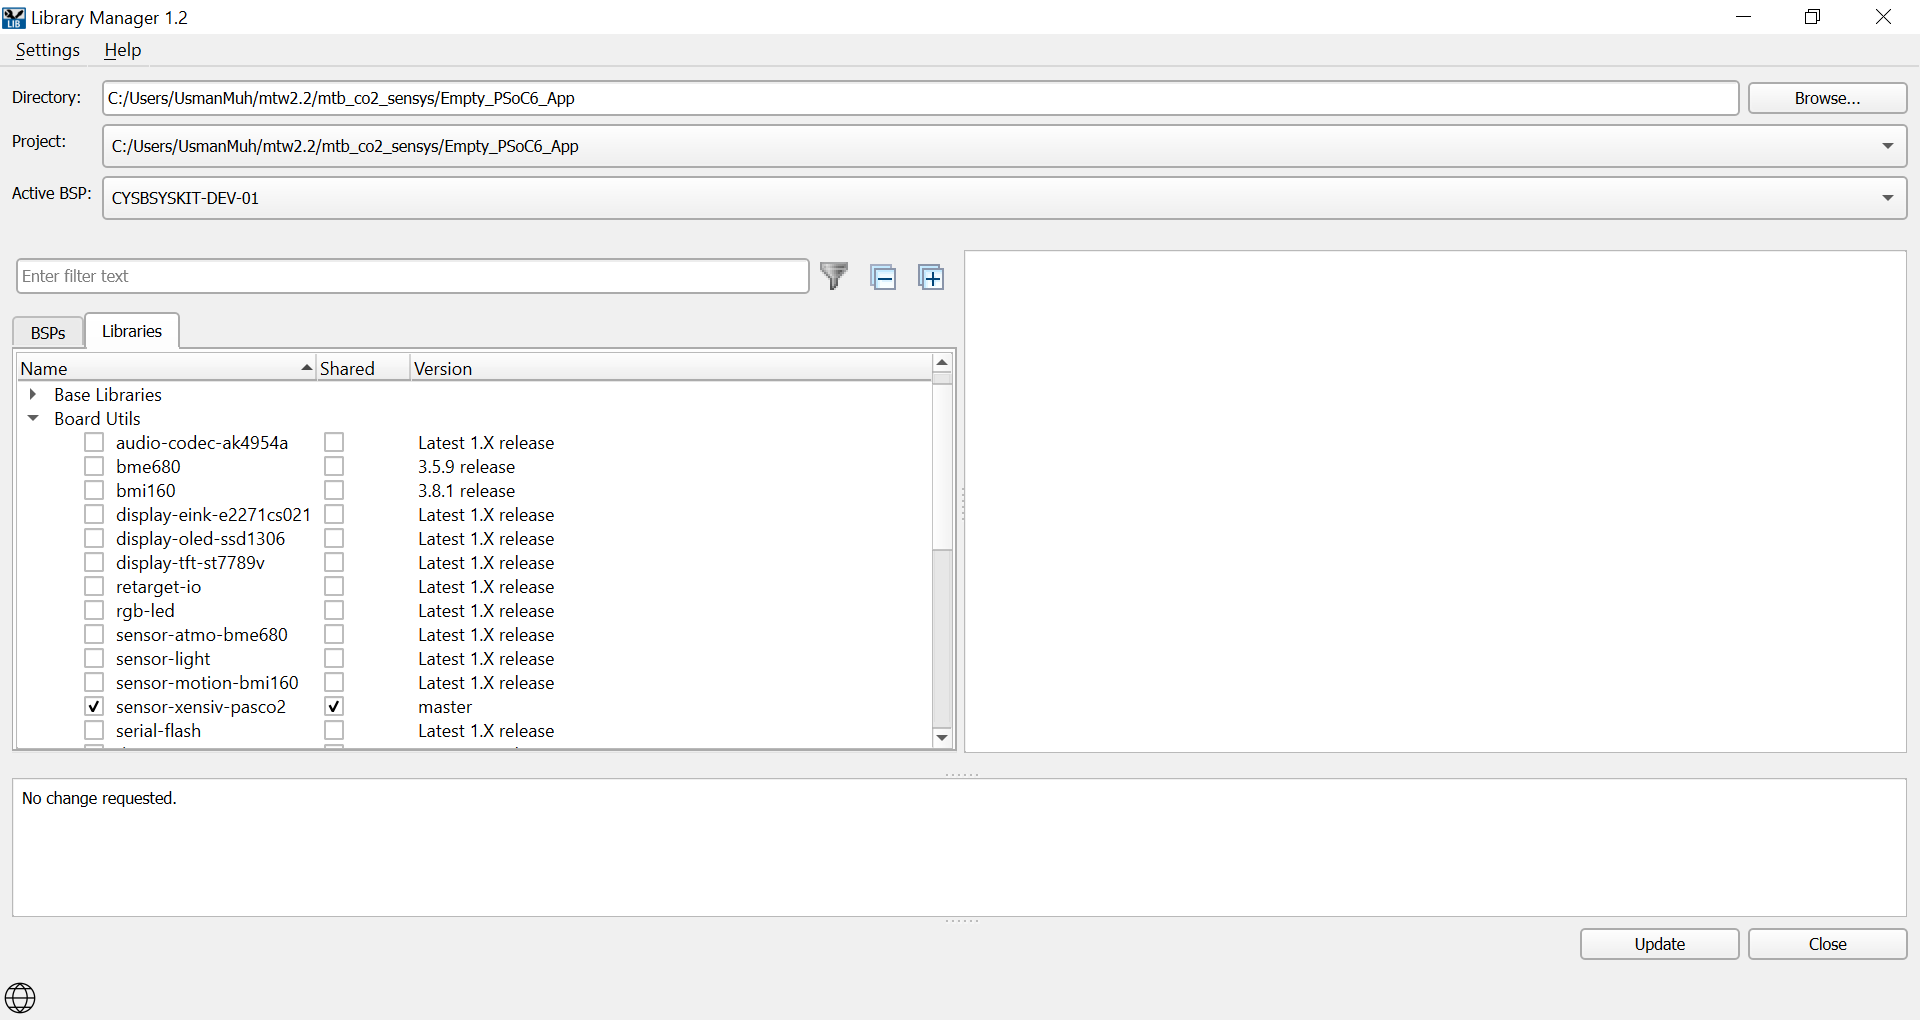 Library Manager 1.2
Settings Help
Directory: C:/Users/UsmanMuh/mtw2.2/mtb_co2_sensys/Empty_PSoC6_App Browse...
Project: C:/Users/UsmanMuh/mtw2.2/mtb_co2_sensys/Empty_PSoC6_App
Active BSP: CYSBSYSKIT-DEV-01
Enter filter text
BSPs Libraries
Name Shared Version
Base Libraries
Board Utils
audio-codec-ak4954a Latest 1.X release
bme680 3.5.9 release
bmi160 3.8.1 release
display-eink-e2271cs021 Latest 1.X release
display-oled-ssd1306 Latest 1.X release
display-tft-st7789v Latest 1.X release
retarget-io Latest 1.X release
rgb-led Latest 1.X release
sensor-atmo-bme680 Latest 1.X release
sensor-light Latest 1.X release
sensor-motion-bmi160 Latest 1.X release
sensor-xensiv-pasco2 master
serial-flash Latest 1.X release
No change requested.
Update Close